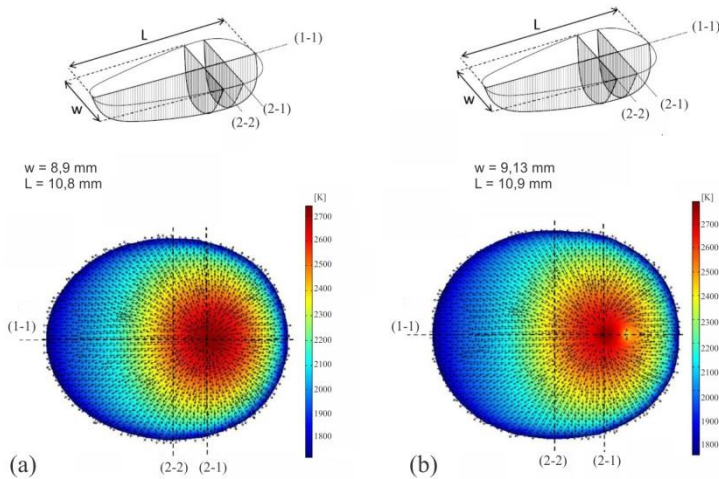 L
(1-1)
w
(2-1)
(2-2)
w = 8,9 mm
L = 10,8 mm
[K]
2700
2600
2500
2400
2300
2200
2100
2000
1900
1800
(1-1)
(a)
(2-2)
(2-1)
L
(1-1)
w
(2-1)
(2-2)
w = 9,13 mm
L = 10,9 mm
[K]
2700
2600
2500
2400
2300
2200
2100
2000
1900
1800
(1-1)
(b)
(2-2)
(2-1)